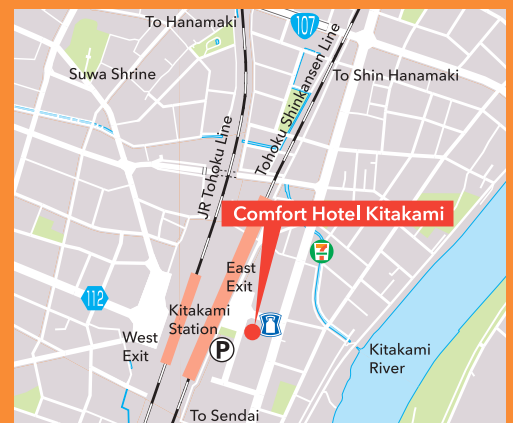 To Hanamaki
107
Suwa Shrine
To Shin Hanamaki
JR Tohoku Line
Tohoku Shinkansen Line
Comfort Hotel Kitakami
7
East
Exit
112
Kitakami
Station
West
Exit
P
Kitakami
River
To Sendai